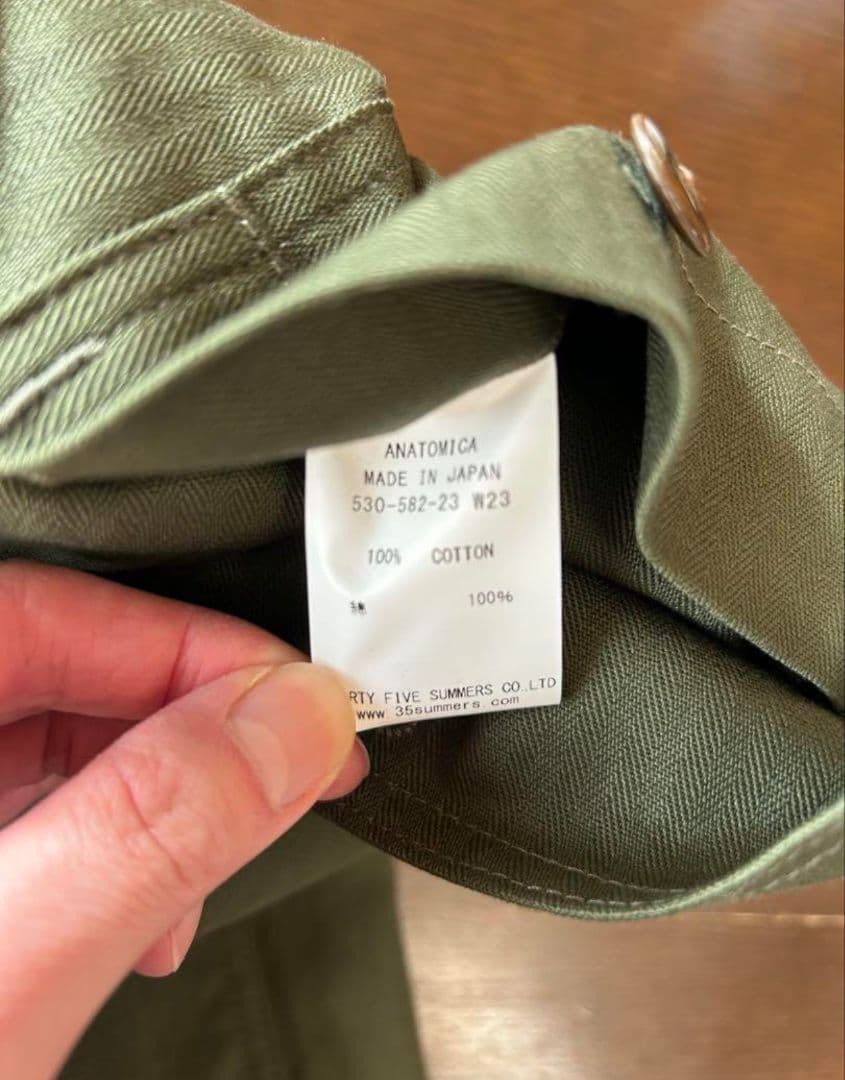 ANATOMICA
MADE IN JAPAN
530-582-23 W23
100% COTTON
綿 100%
RTY FIVE SUMMERS CO.,LTD
www.35summers.com